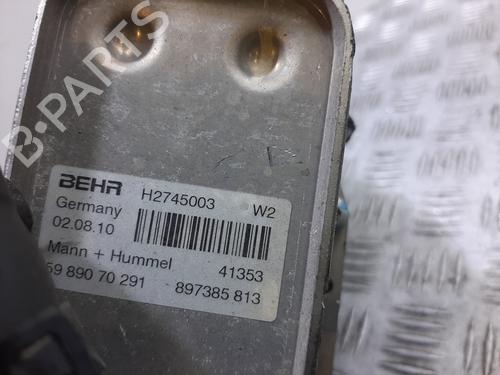 B-PARTS
BEHR H2745003 W2
Germany
02.08.10
Mann + Hummel 41353
59 890 70 291 897385 813